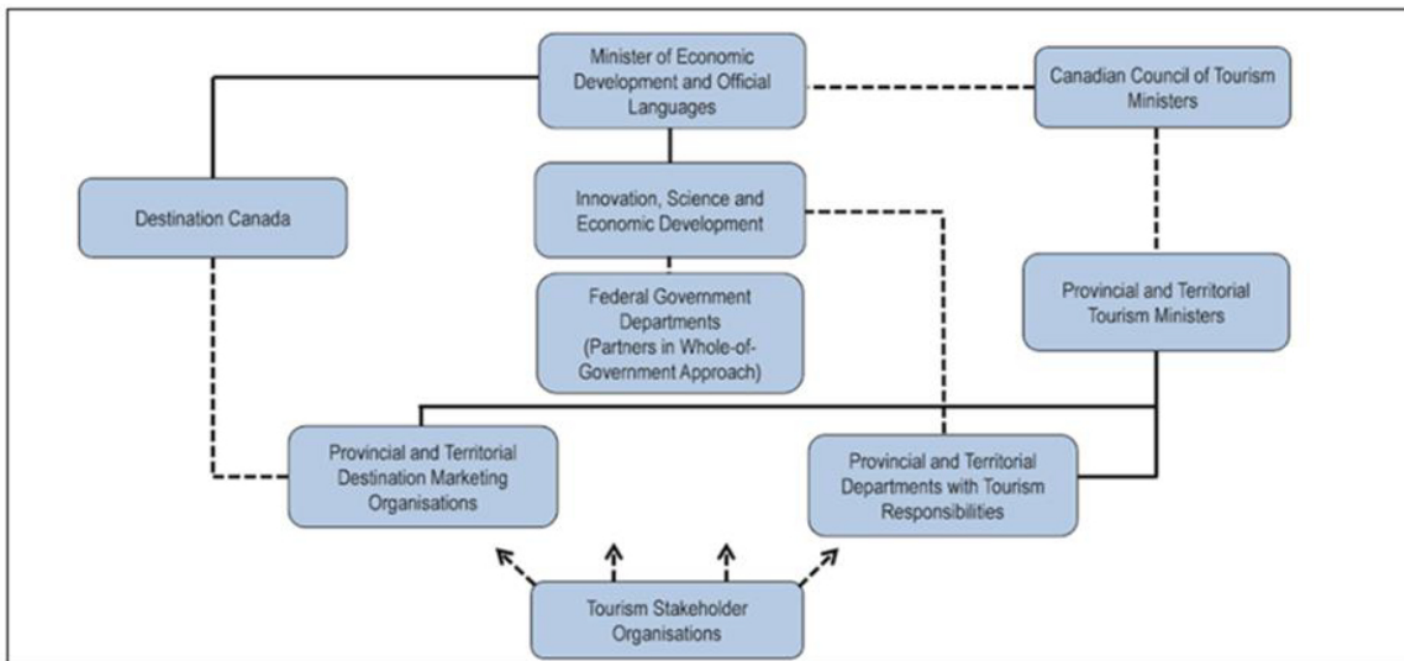 Minister of Economic
Development and Official
Languages
Canadian Council of Tourism
Ministers
Destination Canada
Innovation, Science and
Economic Development
Provincial and Territorial
Tourism Ministers
Federal Government
Departments
(Partners in Whole-of-
Government Approach)
Provincial and Territorial
Destination Marketing
Organisations
Provincial and Territorial
Departments with Tourism
Responsibilities
Tourism Stakeholder
Organisations